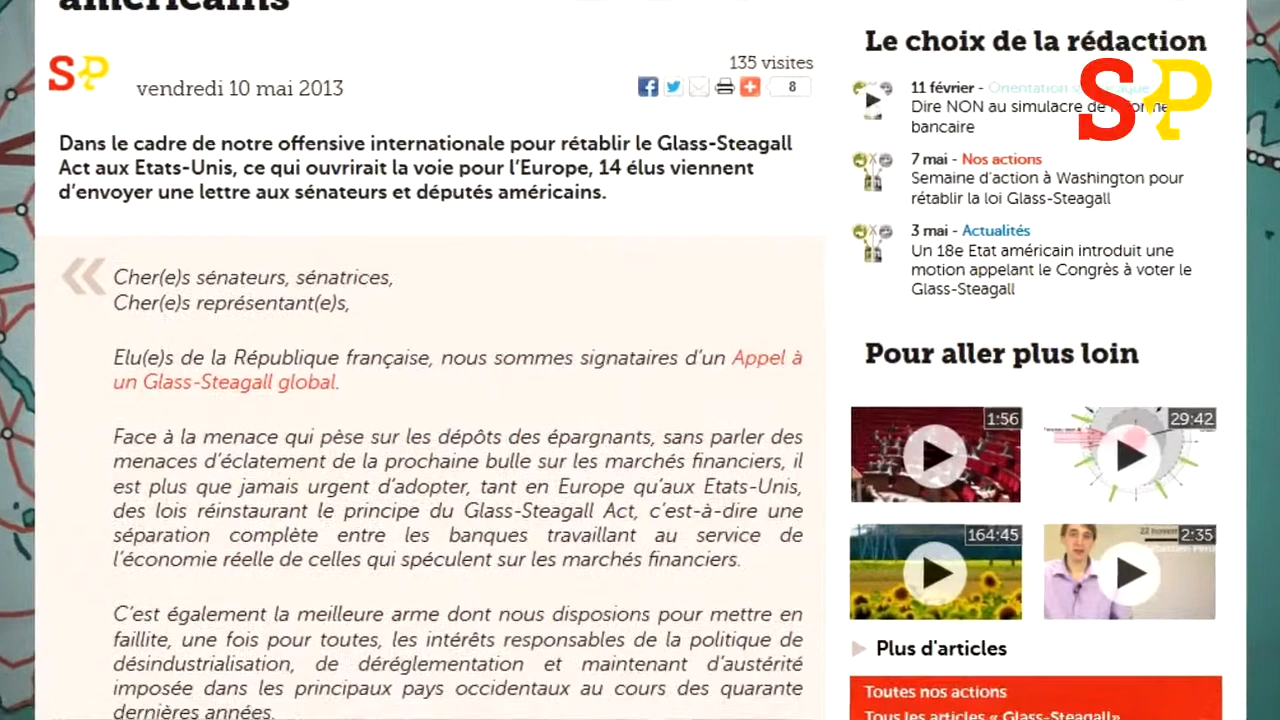 américains
SP
vendredi 10 mai 2013
135 visites
8
Dans le cadre de notre offensive internationale pour rétablir le Glass-Steagall
Act aux Etats-Unis, ce qui ouvrirait la voie pour l’Europe, 14 élus viennent
d’envoyer une lettre aux sénateurs et députés américains.
«
Cher(e)s sénateurs, sénatrices,
Cher(e)s représentant(e)s,
Elu(e)s de la République française, nous sommes signataires d’un Appel à
un Glass-Steagall global.
Face à la menace qui pèse sur les dépôts des épargnants, sans parler des
menaces d’éclatement de la prochaine bulle sur les marchés financiers, il
est plus que jamais urgent d’adopter, tant en Europe qu’aux Etats-Unis,
des lois réinstaurant le principe du Glass-Steagall Act, c’est-à-dire une
séparation complète entre les banques travaillant au service de
l’économie réelle de celles qui spéculent sur les marchés financiers.
C’est également la meilleure arme dont nous disposions pour mettre en
faillite, une fois pour toutes, les intérêts responsables de la politique de
désindustrialisation, de déréglementation et maintenant d’austérité
imposée dans les principaux pays occidentaux au cours des quarante
dernières années.
Le choix de la rédaction
SP
11 février - Orientation
Dire NON au simulacre de
bancaire
7 mai - Nos actions
Semaine d’action à Washington pour
rétablir la loi Glass-Steagall
3 mai - Actualités
Un 18e Etat américain introduit une
motion appelant le Congrès à voter le
Glass-Steagall
Pour aller plus loin
1:56
29:42
164:45
2:35
Plus d'articles
Toutes nos actions
Tous les articles « Glass-Steagall»